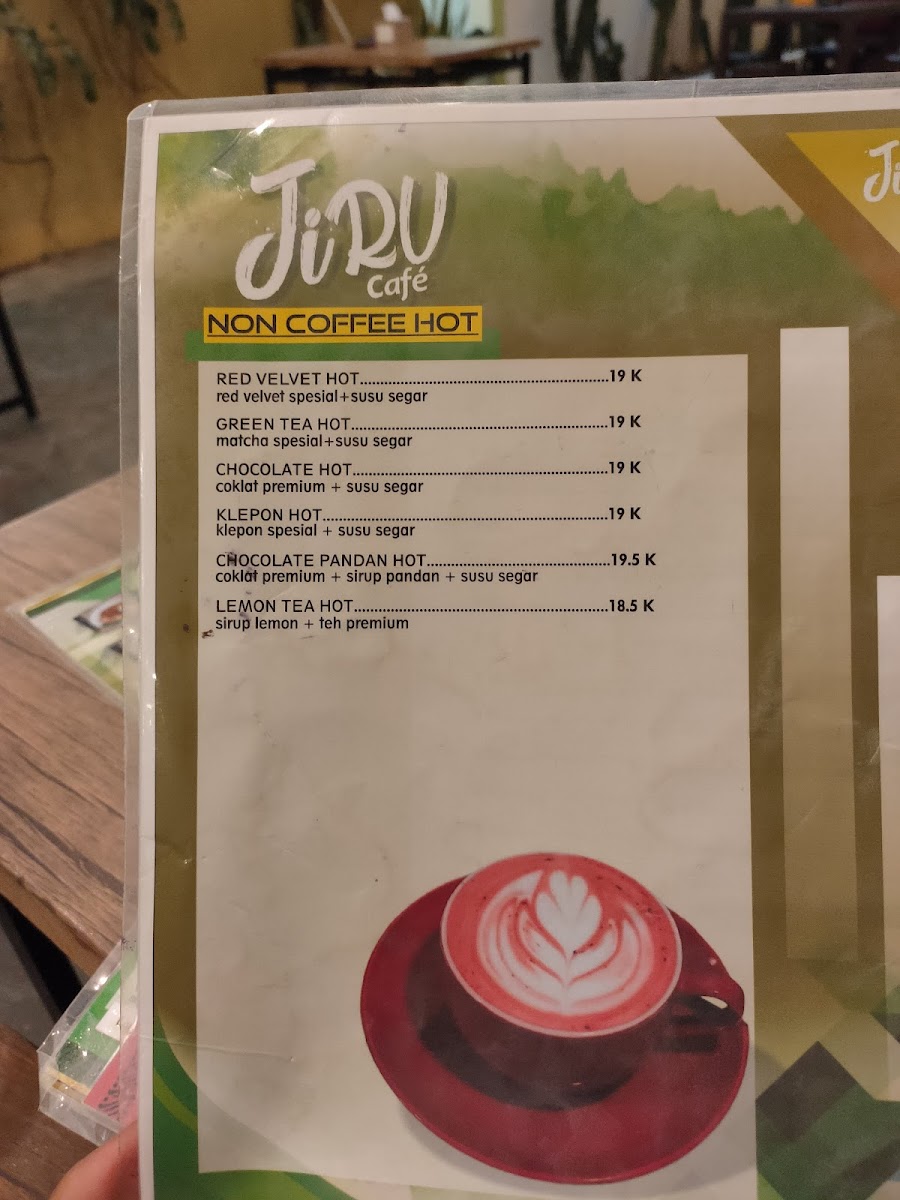 JiRU
Café
NON COFFEE HOT
RED VELVET HOT..............................................................19 K
red velvet spesial+susu segar
GREEN TEA HOT................................................................19 K
matcha spesial+susu segar
CHOCOLATE HOT...............................................................19 K
coklat premium + susu segar
KLEPON HOT.......................................................................19 K
klepon spesial + susu segar
CHOCOLATE PANDAN HOT..............................................19.5 K
coklat premium + sirup pandan + susu segar
LEMON TEA HOT...............................................................18.5 K
sirup lemon + teh premium